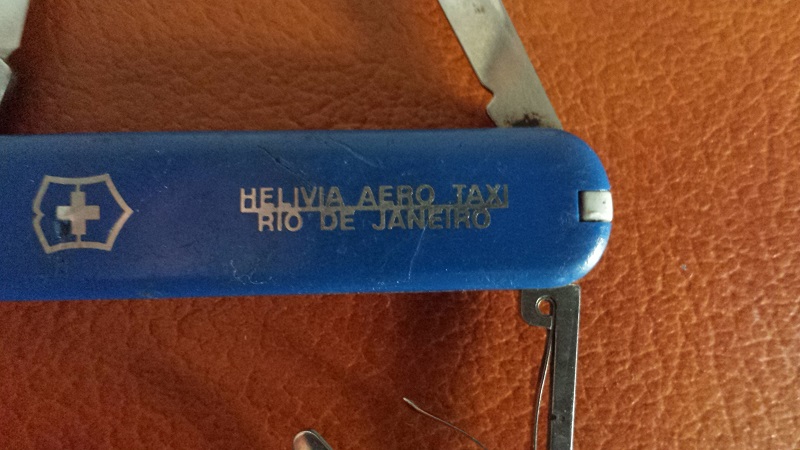 HELIVIA AERO TAXI
RIO DE JANEIRO